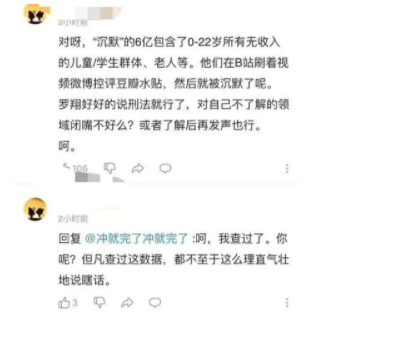 2小时前
对呀，“沉默”的6亿包含了0-22岁所有无收入
的儿童/学生群体、老人等。他们在B站刷着视
频微博控评豆瓣水贴，然后就被沉默了呢。
罗翔好好的说刑法就行了，对自己不了解的领
域闭嘴不好么？或者了解后再发声也行。
呵。
106
2小时前
回复 @冲就完了冲就完了 :呵，我查过了。你
呢？但凡查过这数据，都不至于这么理直气壮
地说瞎话。
3